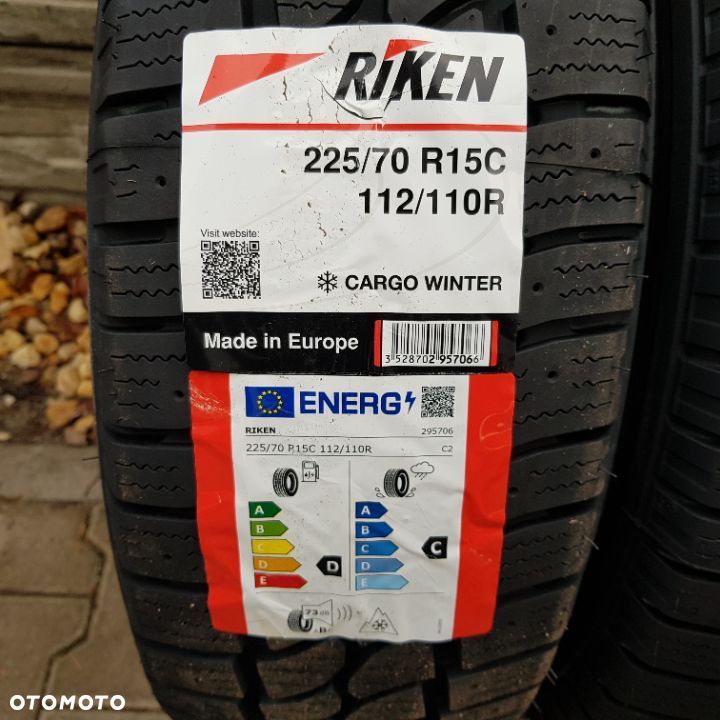 RIKEN
225/70 R15C
112/110R
Visit website:
CARGO WINTER
Made in Europe
3 528702 957066
ENERG
RIKEN 295706
225/70 R15C 112/110R C2
A A
B B
C C C
D D D
E E
73 dB
B
OTOMOTO